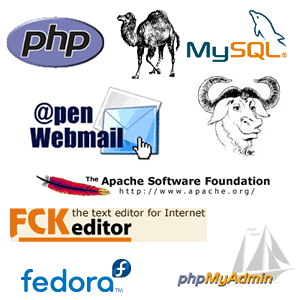 php
MySQL®
@pen
Webmail
The Apache Software Foundation
http://www.apache.org/
FCK the text editor for Internet
editor
fedora f ™
phpMyAdmin